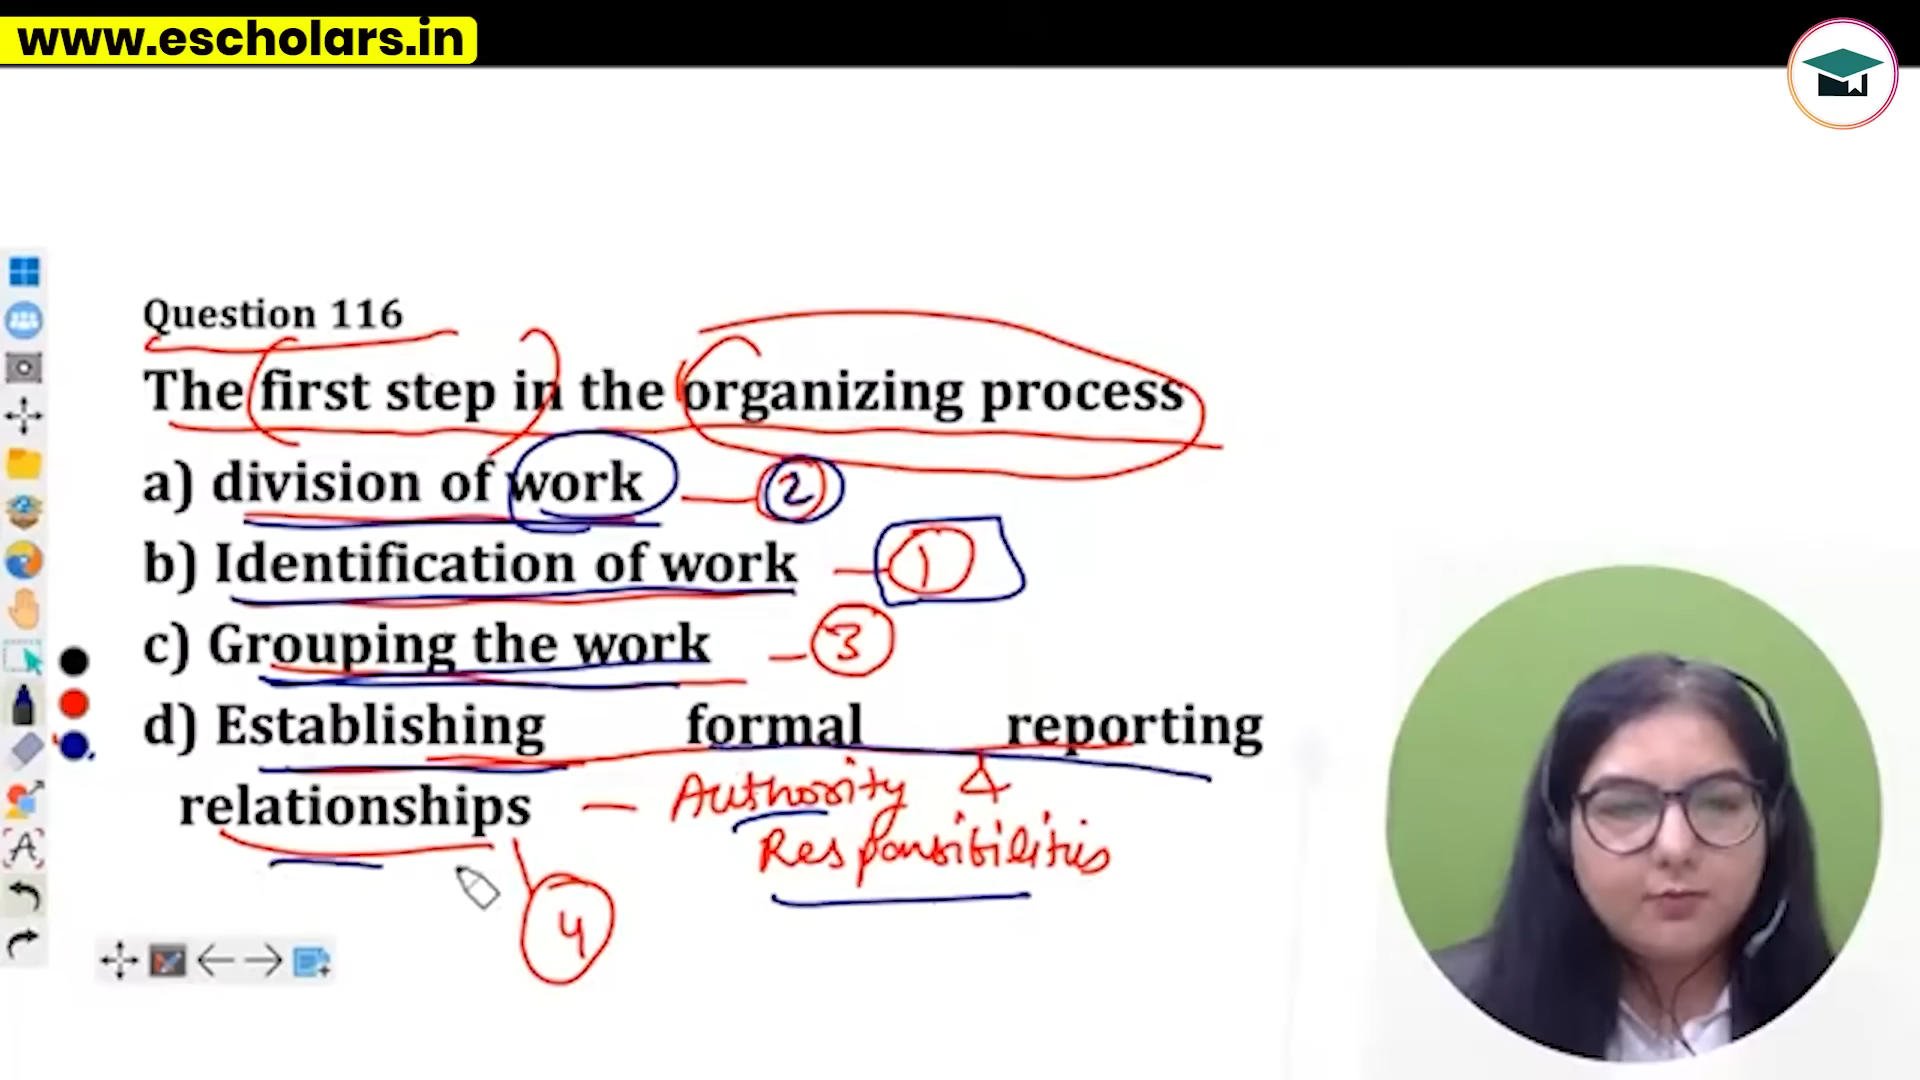 www.escholars.in
Question 116
The first step in the organizing process
a) division of work — 2
b) Identification of work — 1
c) Grouping the work — 3
d) Establishing formal reporting
relationships — Authority &
Responsibilities
4